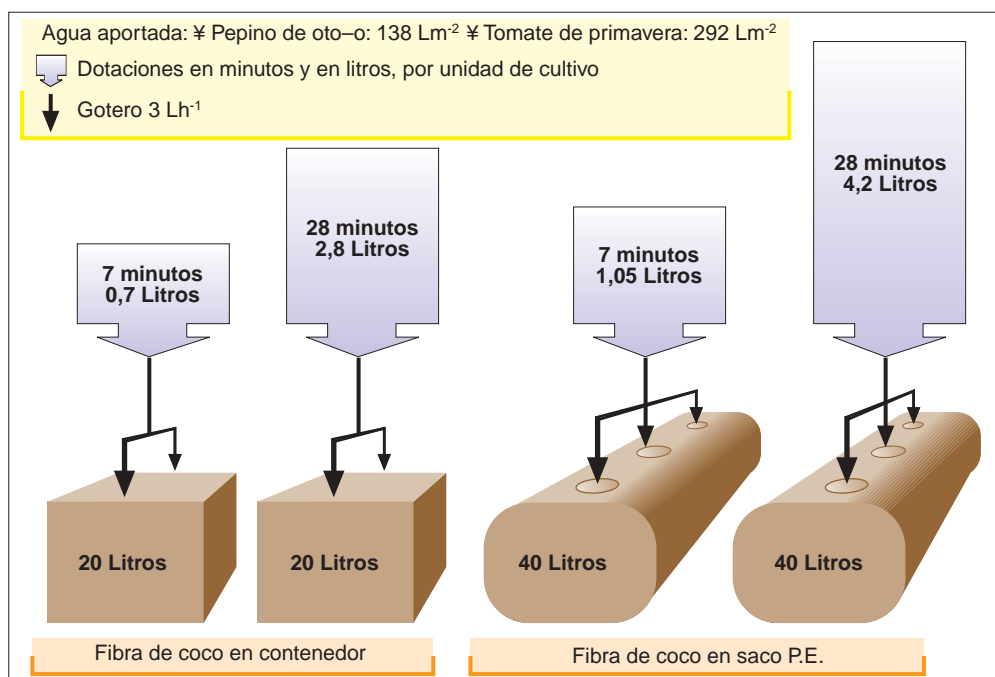 Agua aportada: ¥ Pepino de oto–o: 138 Lm-2 ¥ Tomate de primavera: 292 Lm-2
Dotaciones en minutos y en litros, por unidad de cultivo
Gotero 3 Lh-1
7 minutos
0,7 Litros
28 minutos
2,8 Litros
7 minutos
1,05 Litros
28 minutos
4,2 Litros
20 Litros
20 Litros
40 Litros
40 Litros
Fibra de coco en contenedor
Fibra de coco en saco P.E.